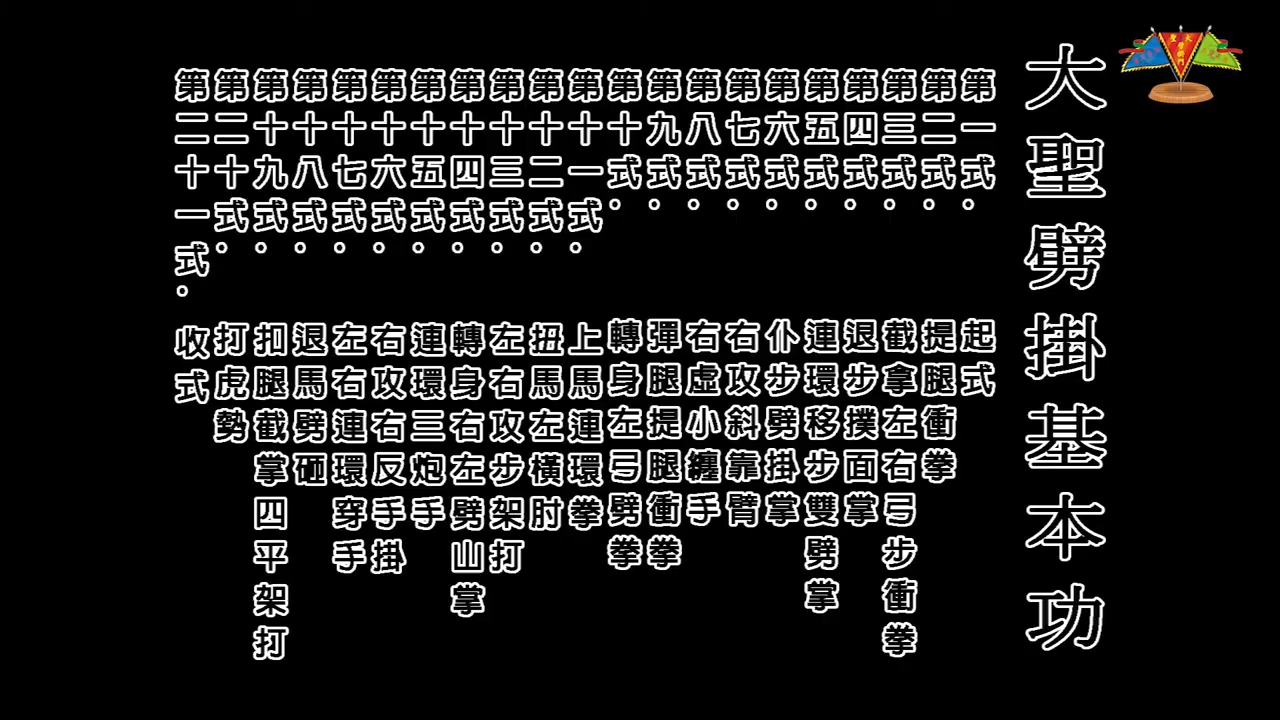 大聖劈掛基本功
第一式。起式
第二式。提腿衝拳
第三式。截拿左右弓步衝拳
第四式。退步撲面掌
第五式。連環移步雙劈掌
第六式。仆步劈掛掌
第七式。右攻斜靠臂
第八式。右虛小纏手
第九式。彈腿提腿衝拳
第十式。轉身左弓劈拳
第十一式。上馬連環拳
第十二式。扭馬左橫肘
第十三式。左右攻步架打
第十四式。轉身右左劈山掌
第十五式。連環三炮手
第十六式。右攻右反手掛
第十七式。左右連環穿手
第十八式。退馬劈砸
第十九式。扣腿截掌四平架打
第二十式。打虎勢
第二十一式。收式